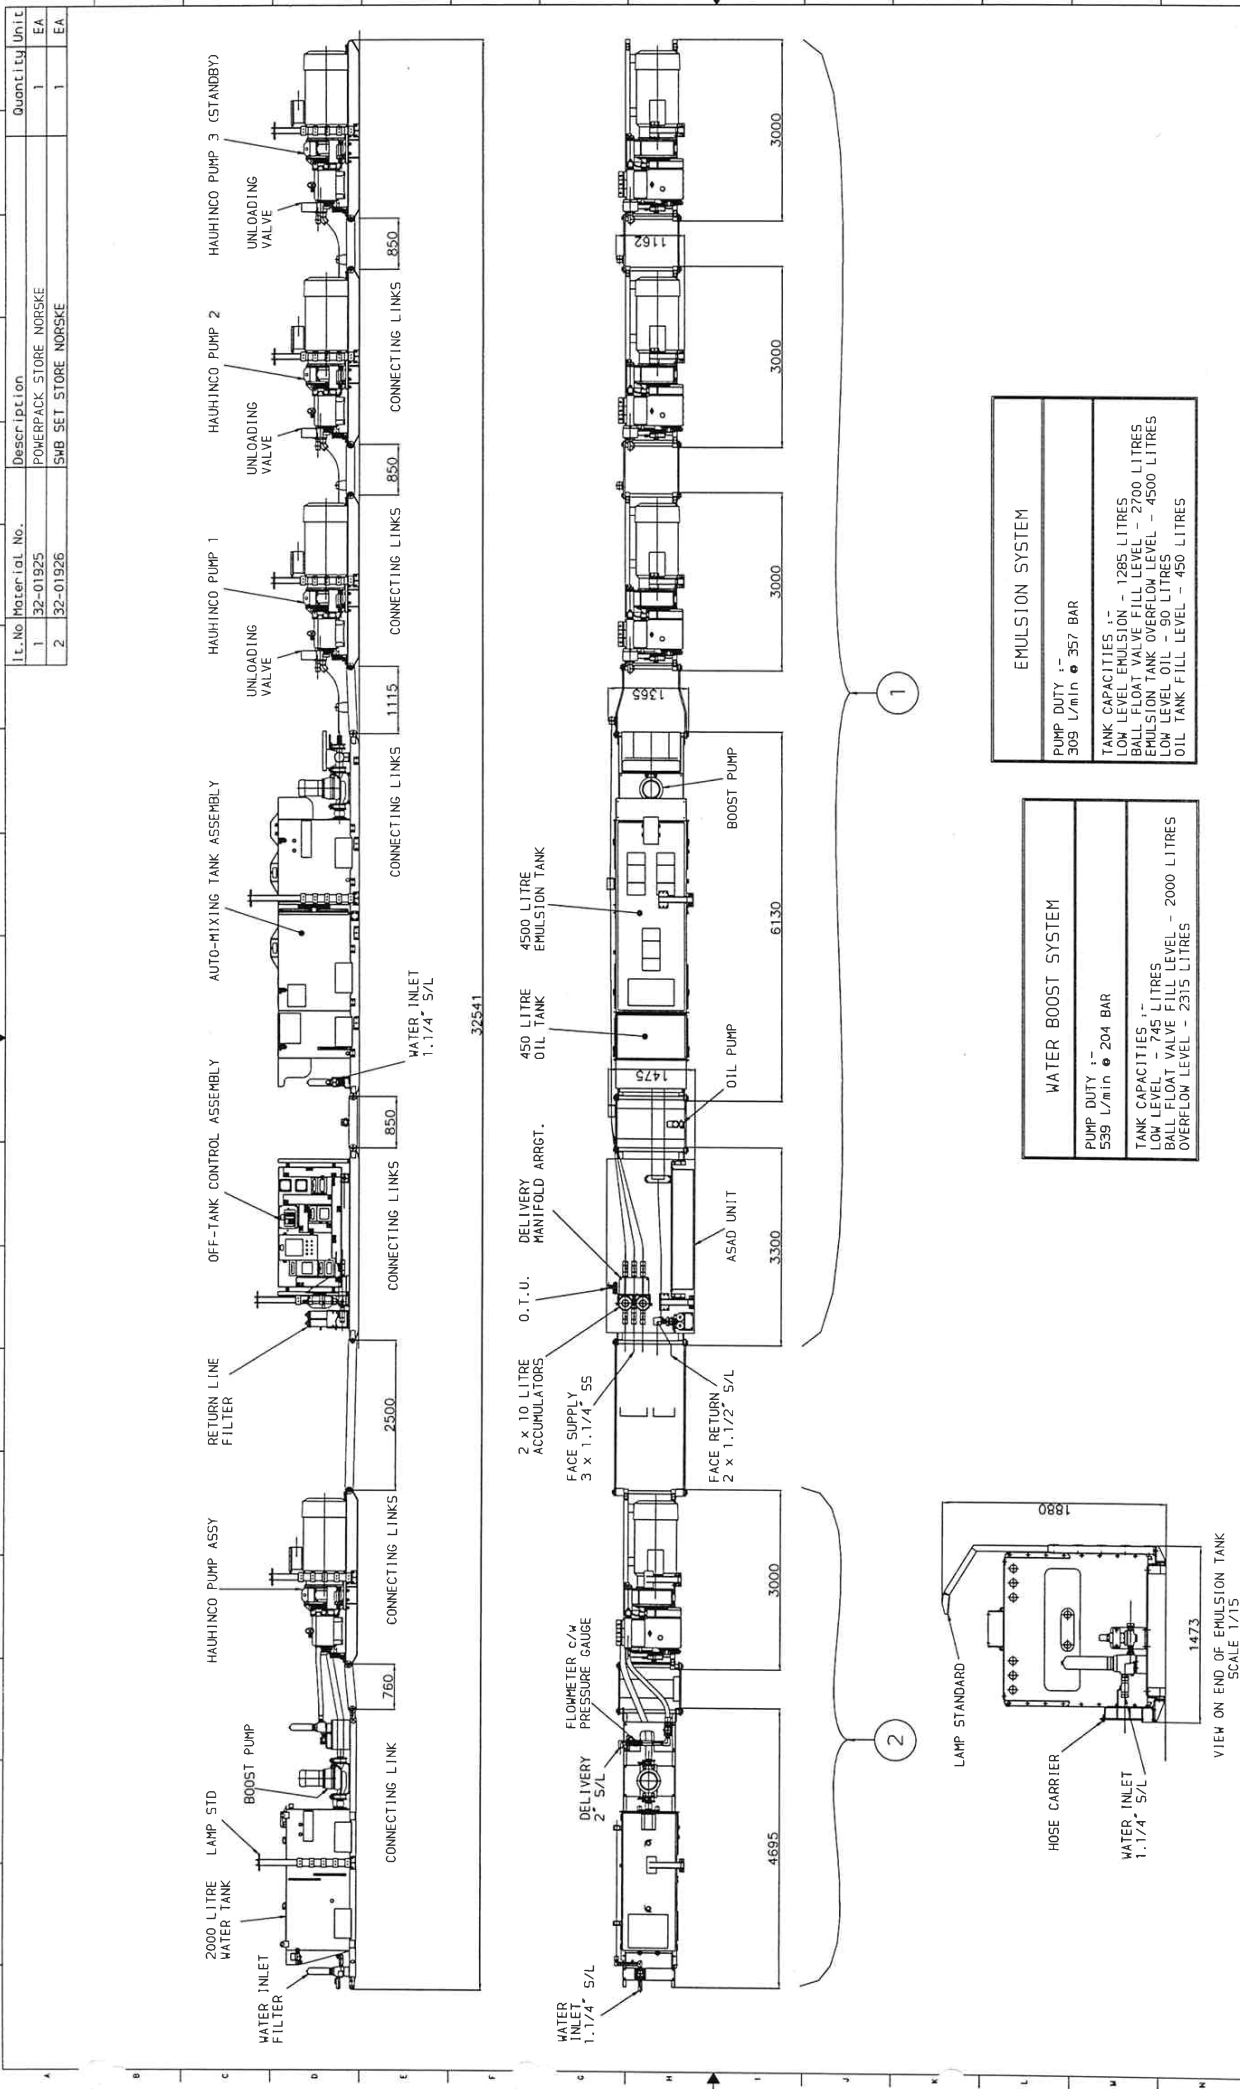 It.No Material No. Description Quantity Unit
1 32-01925 POWERPACK STORE NORSKE 1 EA
2 32-01926 SWB SET STORE NORSKE 1 EA
WATER INLET
FILTER
2000 LITRE
WATER TANK
LAMP STD
BOOST PUMP
HAUHINCO PUMP ASSY
RETURN LINE
FILTER
OFF-TANK CONTROL ASSEMBLY
AUTO-MIXING TANK ASSEMBLY
WATER INLET
1.1/4" S/L
HAUHINCO PUMP 1
UNLOADING
VALVE
HAUHINCO PUMP 2
UNLOADING
VALVE
HAUHINCO PUMP 3 (STANDBY)
UNLOADING
VALVE
760
2500
850
1115
850
850
CONNECTING LINK
CONNECTING LINKS
CONNECTING LINKS
CONNECTING LINKS
CONNECTING LINKS
CONNECTING LINKS
32541
WATER
INLET
1.1/4" S/L
DELIVERY
2" S/L
FLOWMETER c/w
PRESSURE GAUGE
2 x 10 LITRE
ACCUMULATORS
FACE SUPPLY
3 x 1.1/4" SS
O.T.U.
DELIVERY
MANIFOLD ARRGT.
450 LITRE
OIL TANK
4500 LITRE
EMULSION TANK
1475
1365
1162
FACE RETURN
2 x 1.1/2" S/L
ASAD UNIT
OIL PUMP
BOOST PUMP
4695
3000
3300
6130
3000
3000
3000
2
1
LAMP STANDARD
HOSE CARRIER
WATER INLET
1.1/4" S/L
1880
1473
VIEW ON END OF EMULSION TANK
SCALE 1/15
WATER BOOST SYSTEM
PUMP DUTY :-
539 L/min @ 204 BAR
TANK CAPACITIES :-
LOW LEVEL - 745 LITRES
BALL FLOAT VALVE FILL LEVEL - 2000 LITRES
OVERFLOW LEVEL - 2315 LITRES
EMULSION SYSTEM
PUMP DUTY :-
309 L/min @ 357 BAR
TANK CAPACITIES :-
LOW LEVEL EMULSION - 1285 LITRES
BALL FLOAT VALVE FILL LEVEL - 2700 LITRES
EMULSION TANK OVERFLOW LEVEL - 4500 LITRES
LOW LEVEL OIL - 90 LITRES
OIL TANK FILL LEVEL - 450 LITRES
A
B
C
D
E
F
G
H
I
J
K
L
M
N